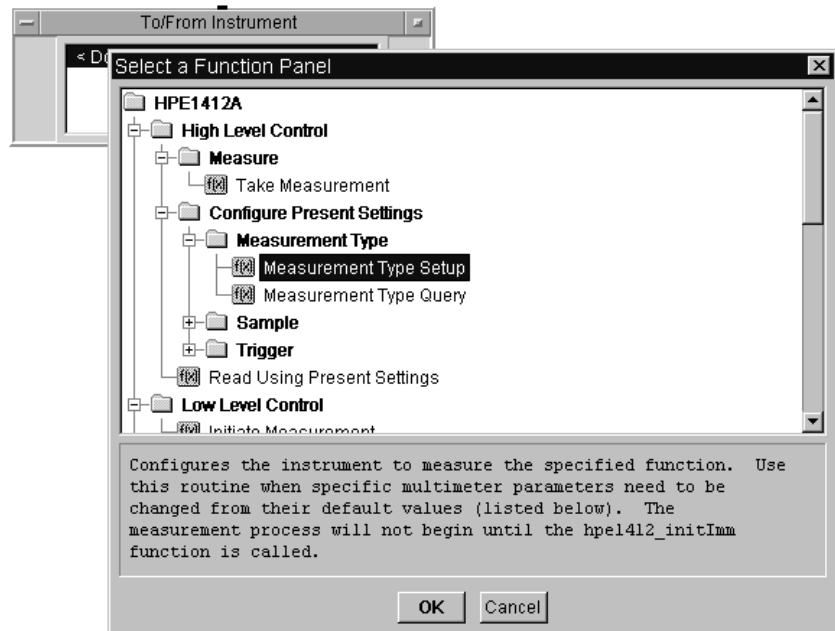 To/From Instrument
< Do
Select a Function Panel
HPE1412A
High Level Control
Measure
f(x) Take Measurement
Configure Present Settings
Measurement Type
f(x) Measurement Type Setup
f(x) Measurement Type Query
Sample
Trigger
f(x) Read Using Present Settings
Low Level Control
f(x) Initiate Measurement
Configures the instrument to measure the specified function. Use
this routine when specific multimeter parameters need to be
changed from their default values (listed below). The
measurement process will not begin until the hpe1412_initImm
function is called.
OK Cancel